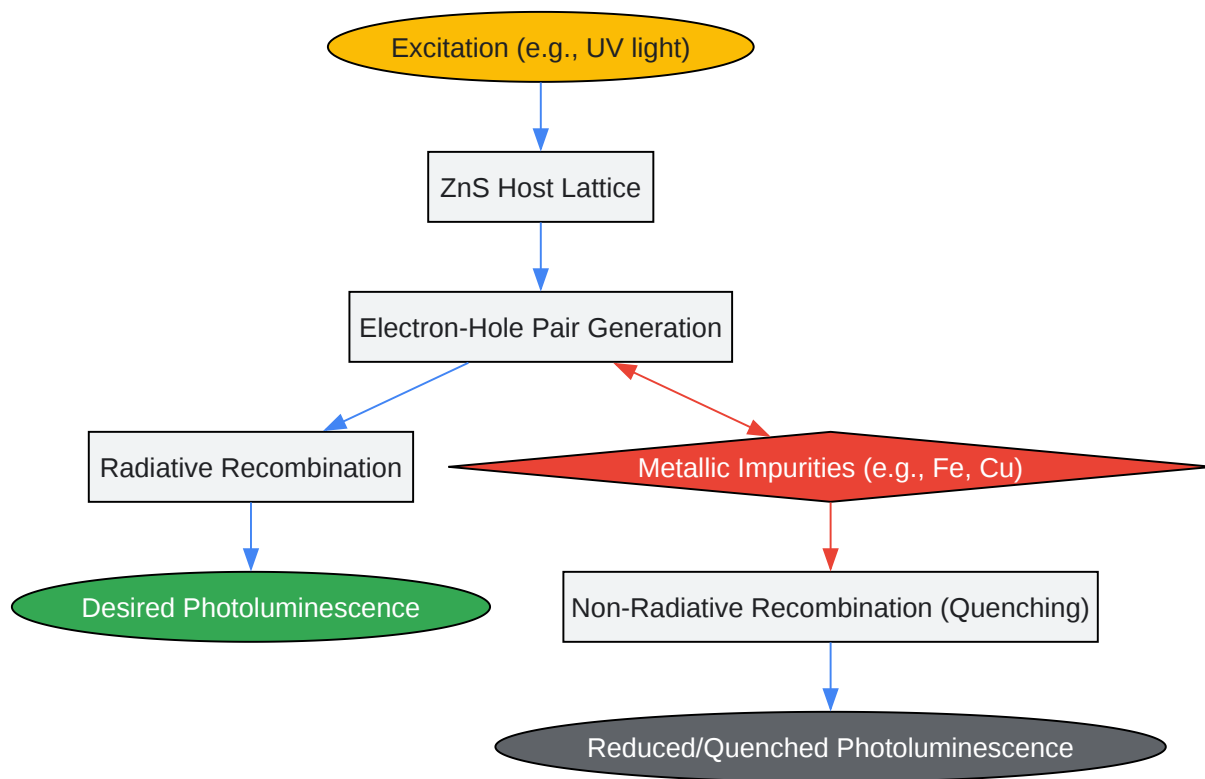 Excitation (e.g., UV light)
ZnS Host Lattice
Electron-Hole Pair Generation
Radiative Recombination
Metallic Impurities (e.g., Fe, Cu)
Desired Photoluminescence
Non-Radiative Recombination (Quenching)
Reduced/Quenched Photoluminescence